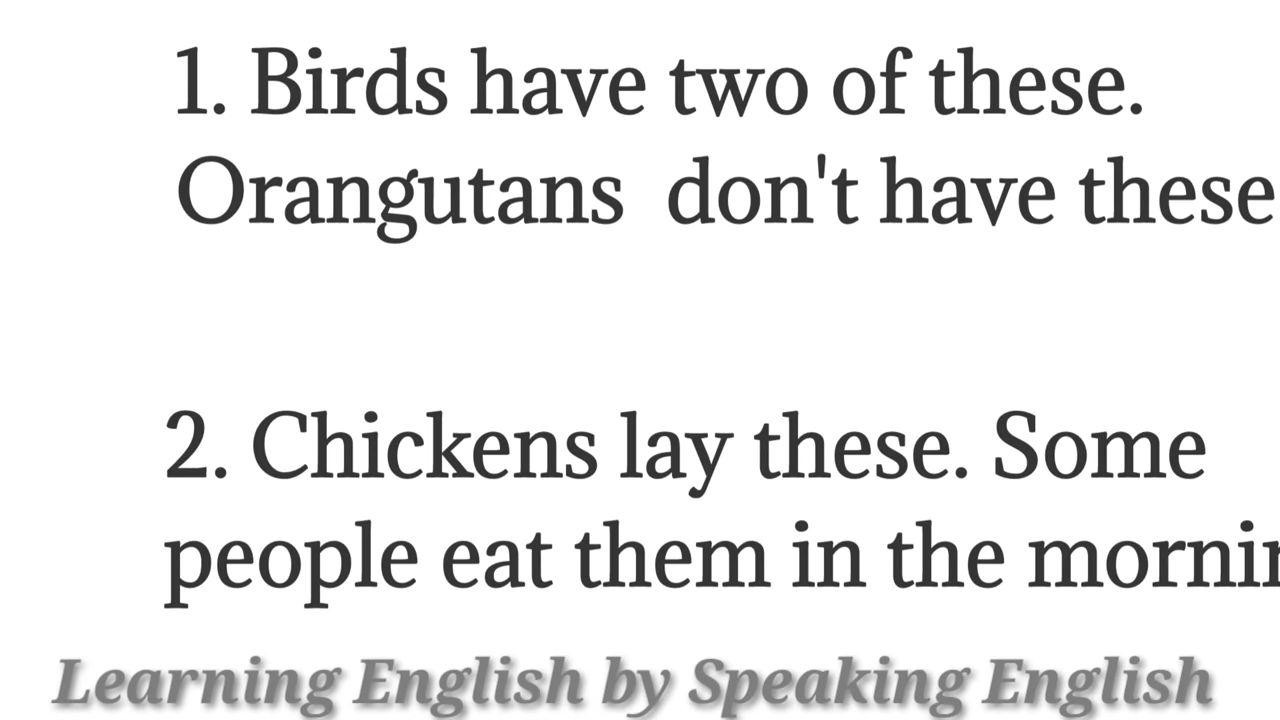 1. Birds have two of these.
Orangutans  don't have these
2. Chickens lay these. Some
people eat them in the mornin
Learning English by Speaking English